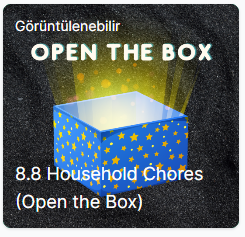 Görüntülenebilir
OPEN THE BOX
8.8 Household Chores
(Open the Box)